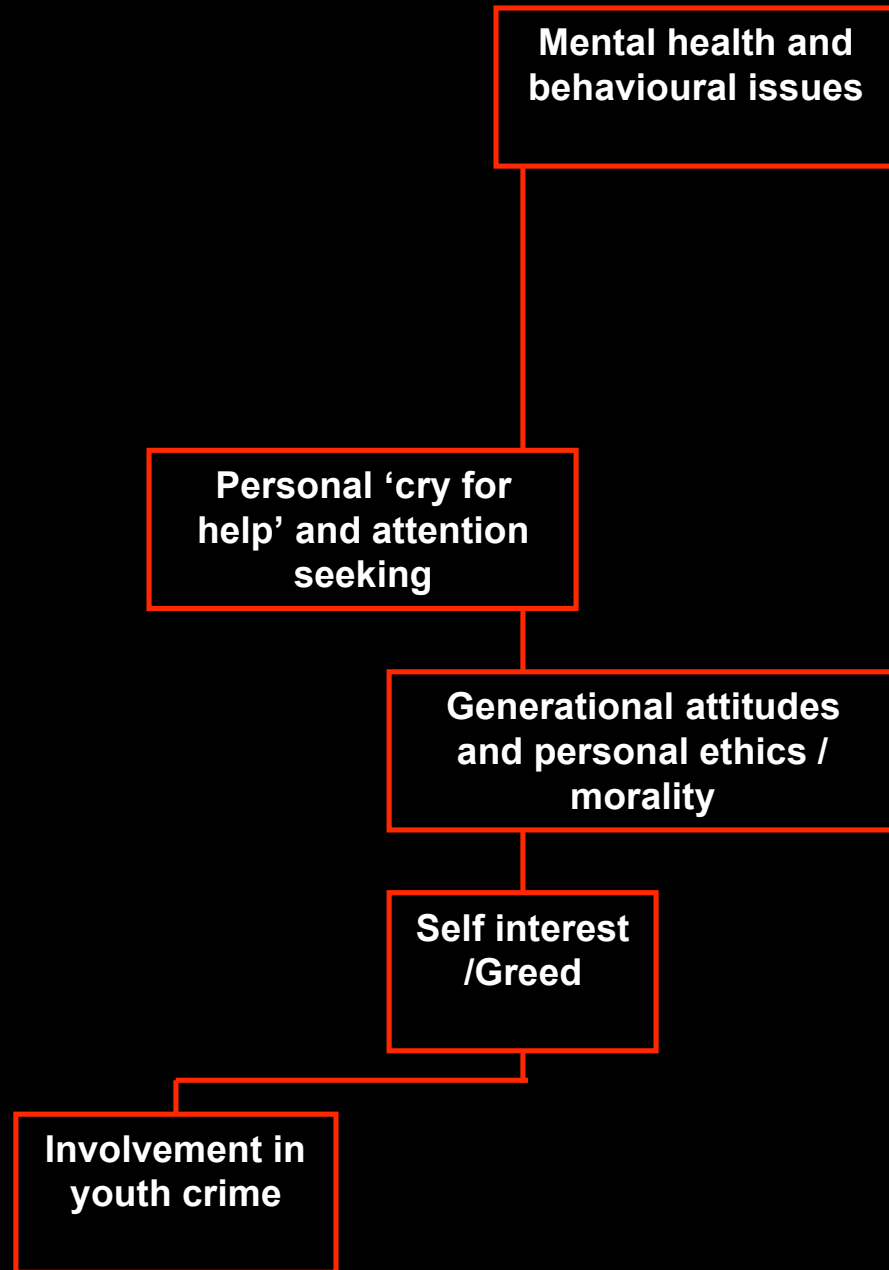 Mental health and
behavioural issues
Personal ‘cry for
help’ and attention
seeking
Generational attitudes
and personal ethics /
morality
Self interest
/Greed
Involvement in
youth crime